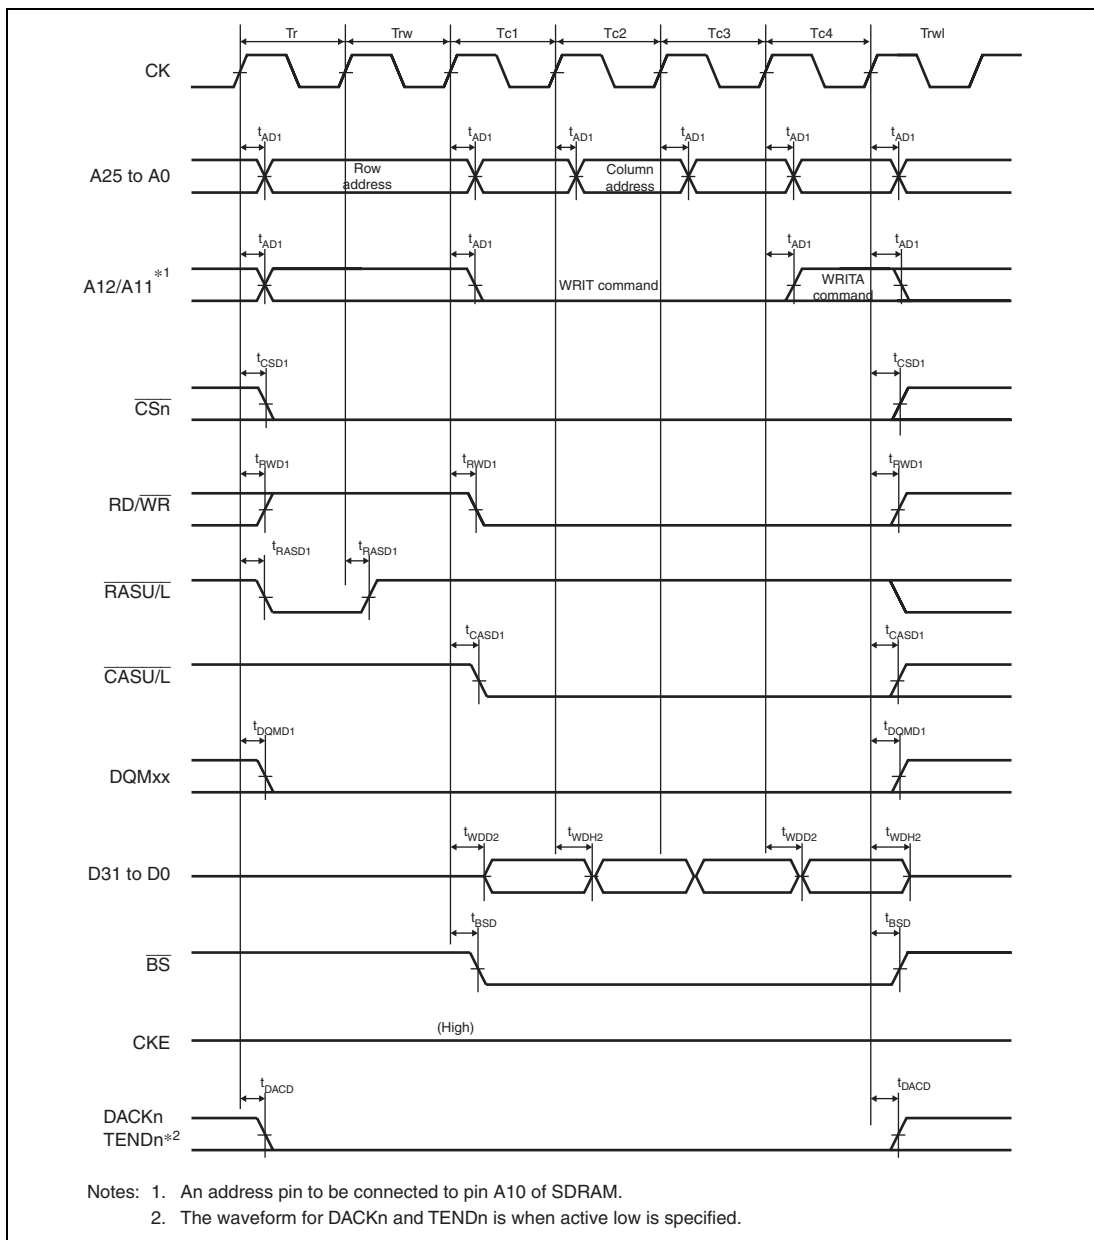 Tr Trw Tc1 Tc2 Tc3 Tc4 Trwl
CK
tAD1 tAD1 tAD1 tAD1 tAD1 tAD1
A25 to A0
Row
address
Column
address
tAD1 tAD1 tAD1 tAD1
A12/A11*1
WRIT command
WRITA
command
tCSD1 tCSD1
CSn
tRWD1 tRWD1 tRWD1
RD/WR
tRASD1 tRASD1
RASU/L
tCASD1 tCASD1
CASU/L
tDQMD1 tDQMD1
DQMxx
tWDD2 tWDH2 tWDD2 tWDH2
D31 to D0
tBSD tBSD
BS
(High)
CKE
tDACD tDACD
DACKn
TENDn*2
Notes: 1. An address pin to be connected to pin A10 of SDRAM.
2. The waveform for DACKn and TENDn is when active low is specified.